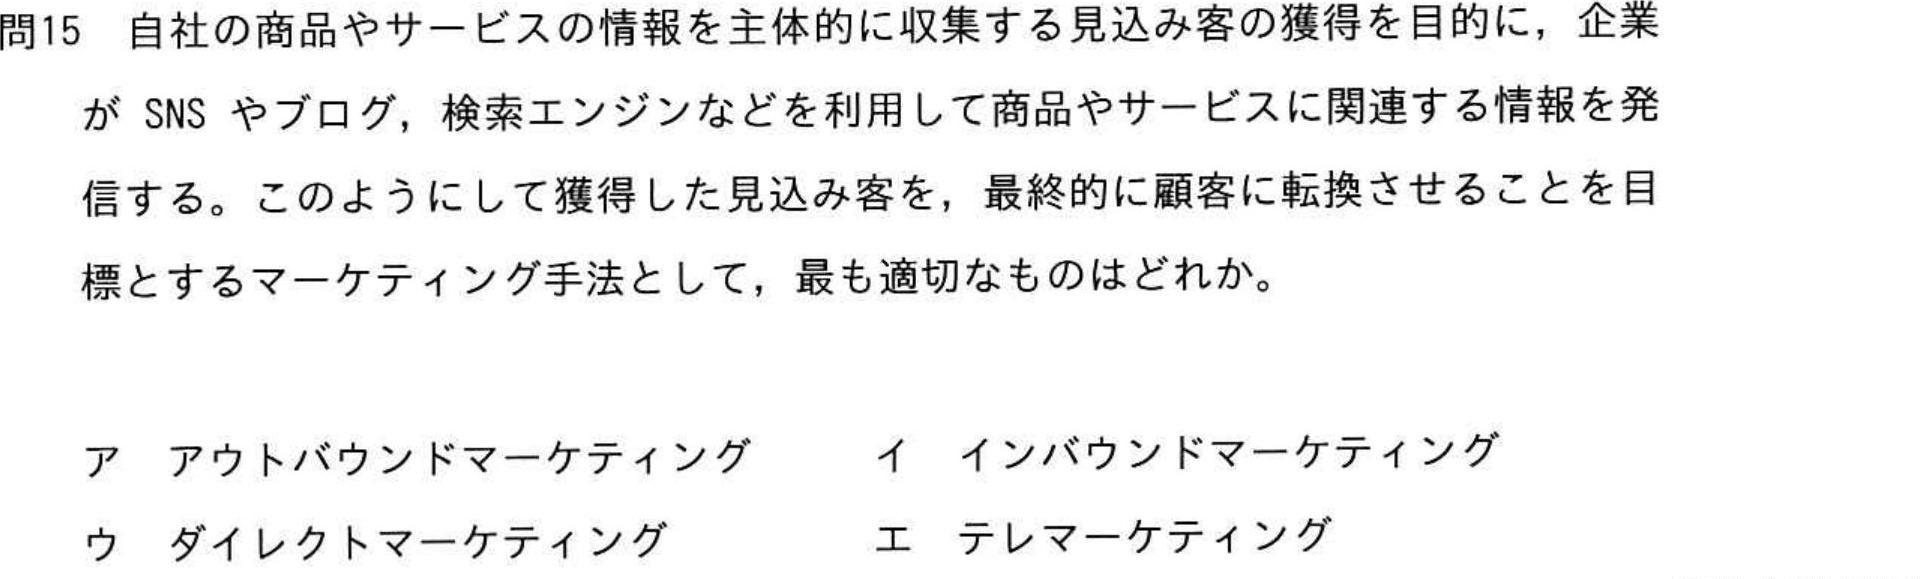 問15　自社の商品やサービスの情報を主体的に収集する見込み客の獲得を目的に，企業
が SNS やブログ，検索エンジンなどを利用して商品やサービスに関連する情報を発
信する。このようにして獲得した見込み客を，最終的に顧客に転換させることを目
標とするマーケティング手法として，最も適切なものはどれか。
ア　アウトバウンドマーケティング　　　イ　インバウンドマーケティング
ウ　ダイレクトマーケティング　　　　　エ　テレマーケティング